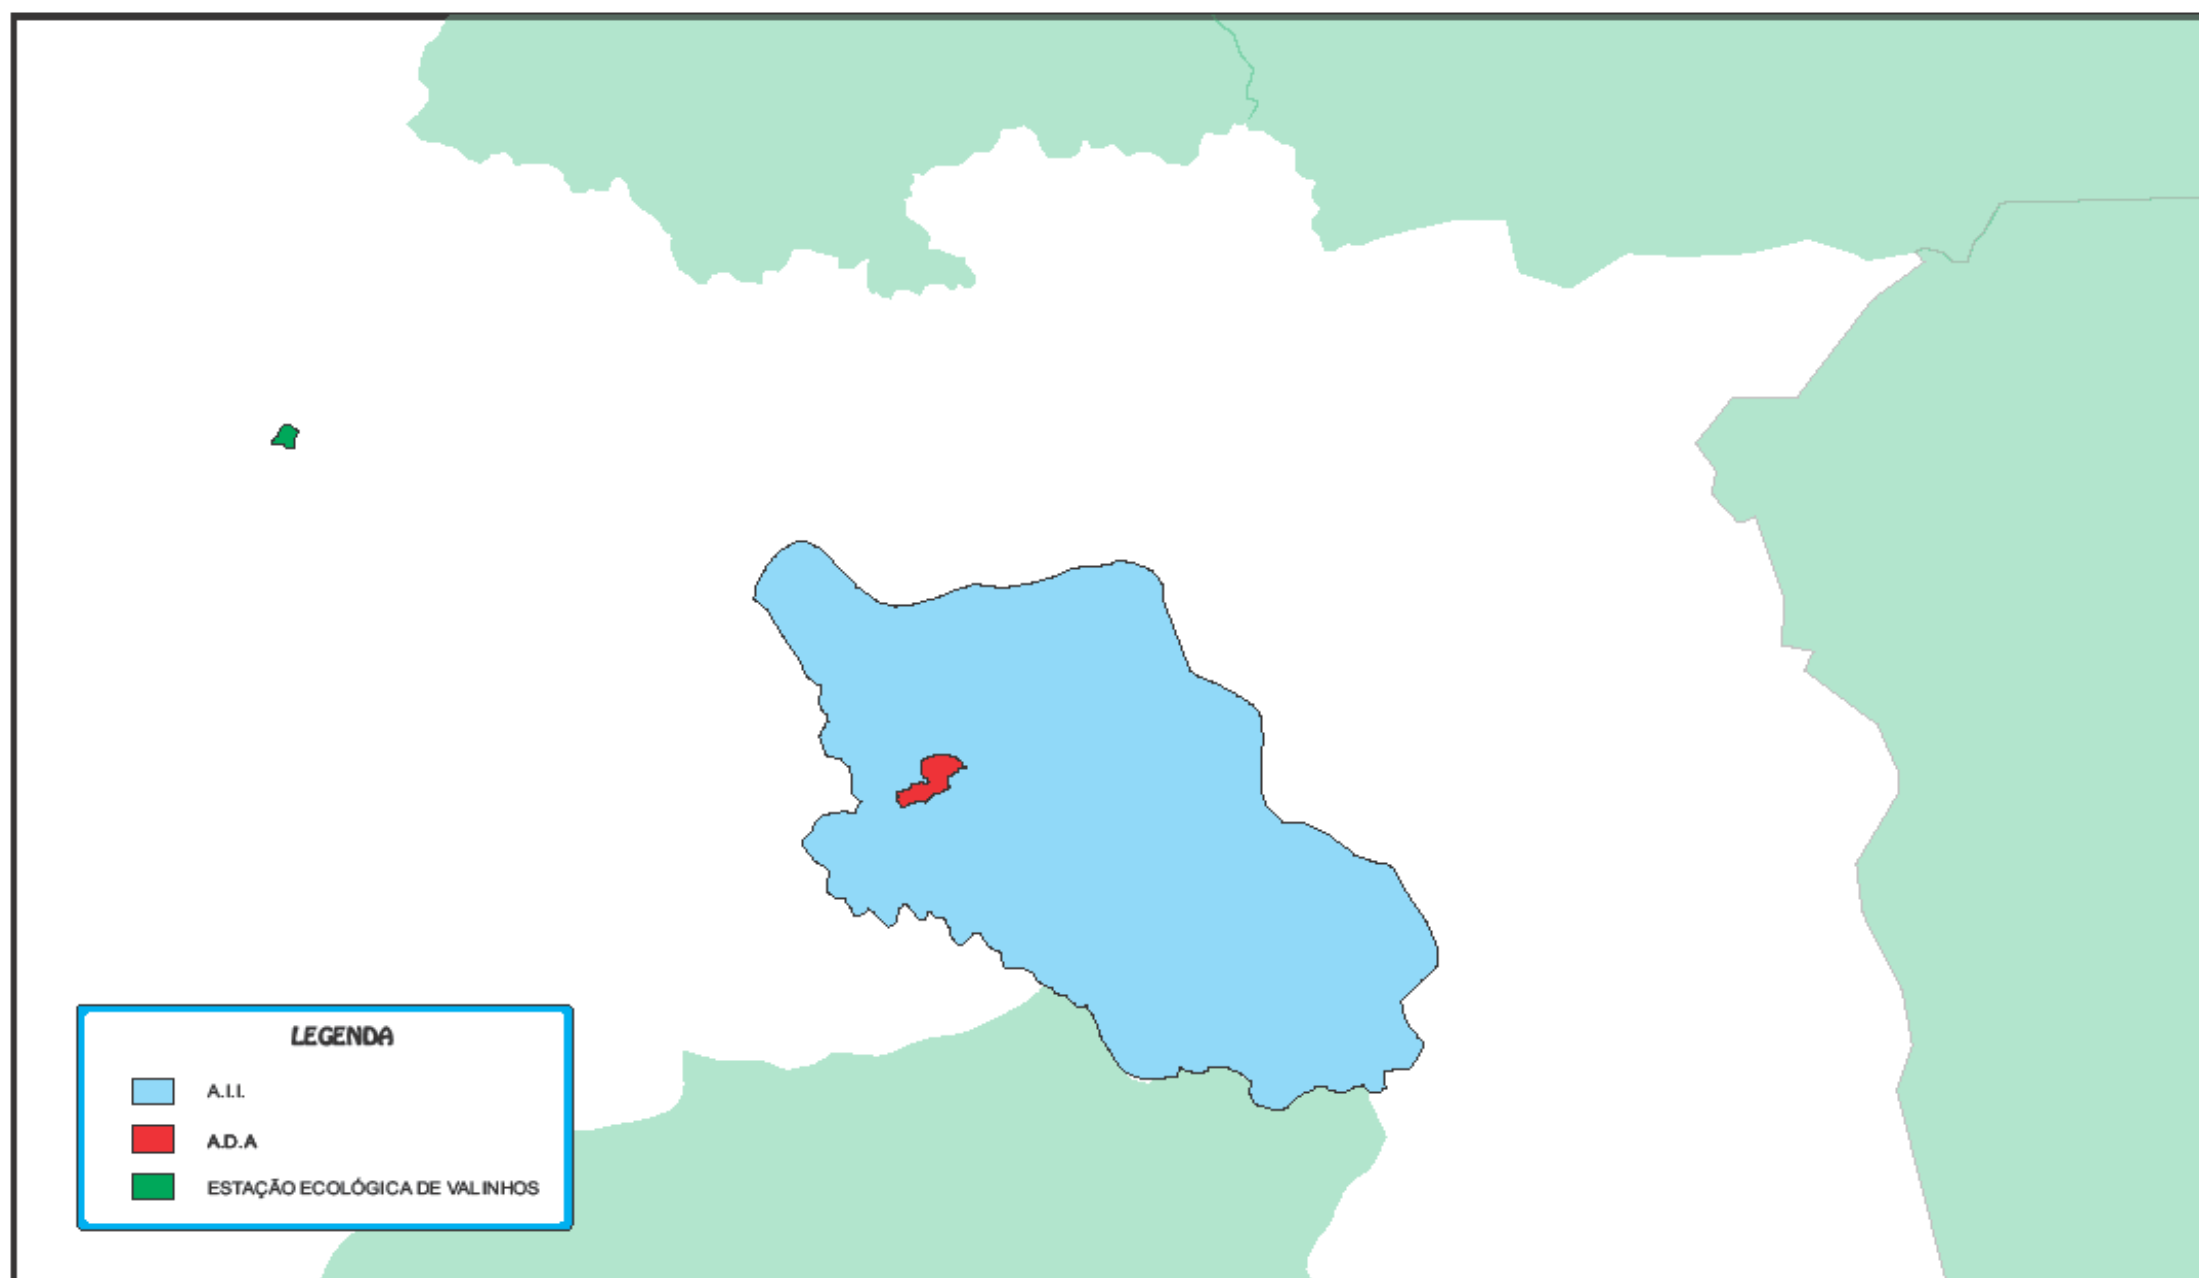 LEGENDA
A.I.I.
A.D.A
ESTAÇÃO ECOLÓGICA DE VALINHOS